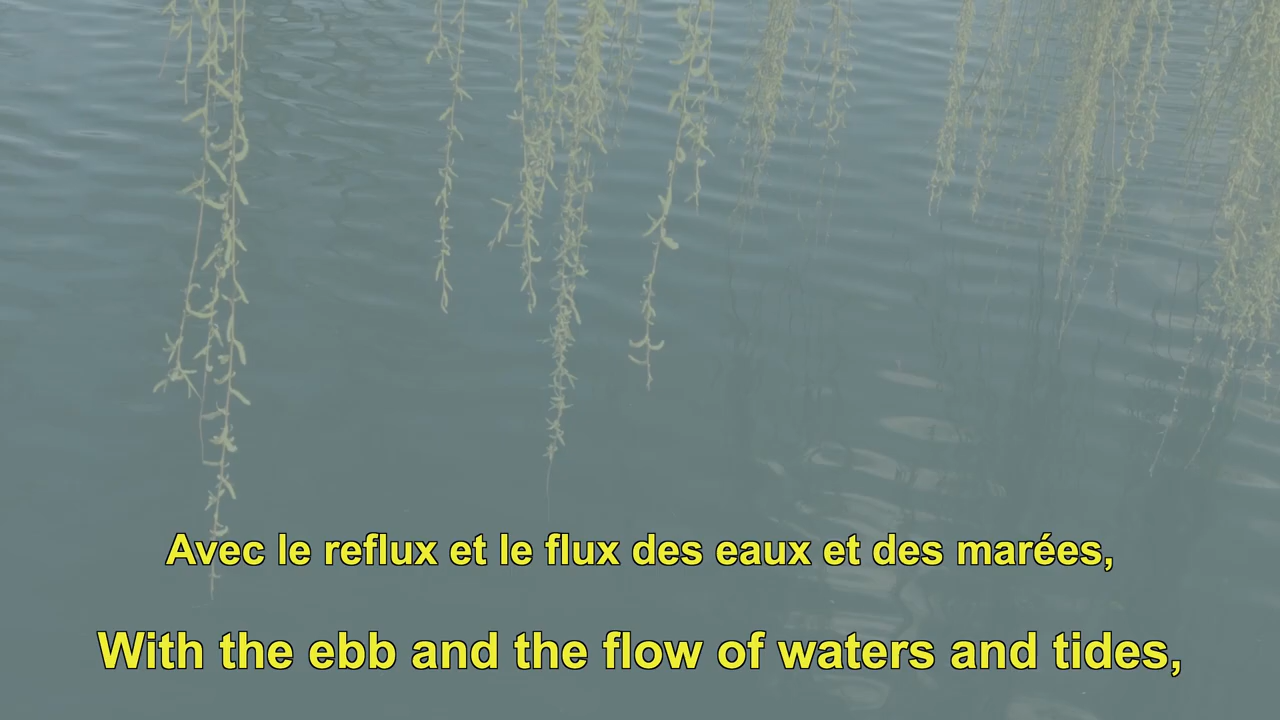 Avec le reflux et le flux des eaux et des marées,
With the ebb and the flow of waters and tides,